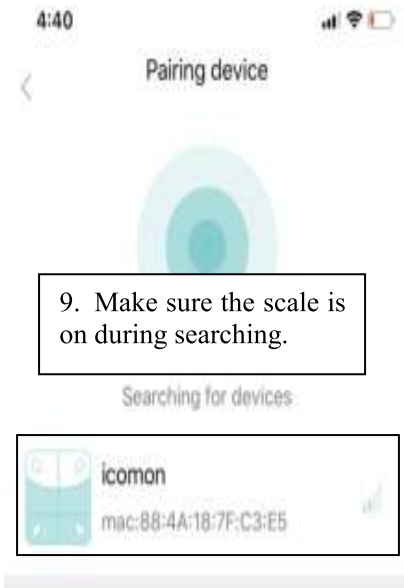 4:40
Pairing device
9. Make sure the scale is
on during searching.
Searching for devices
icomon
mac:88:4A:18:7F:C3:E5